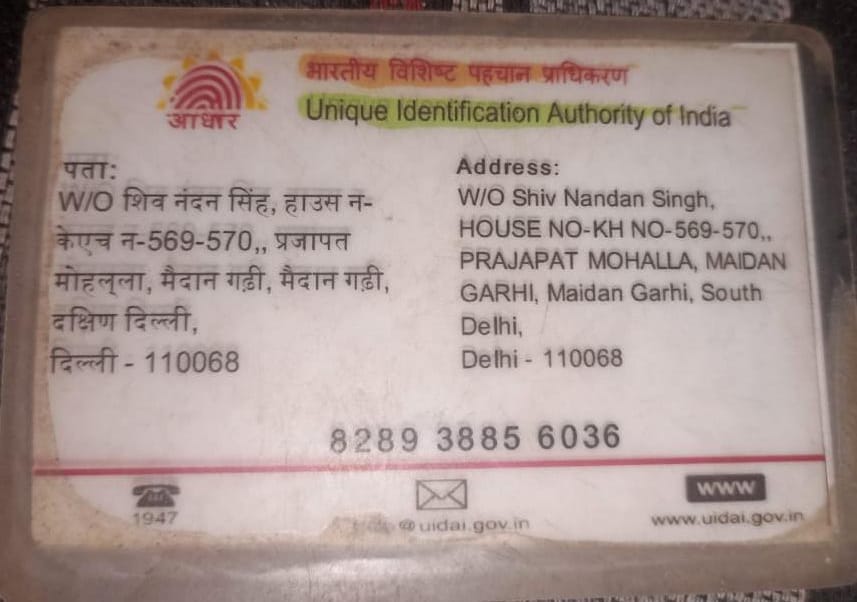 आधार
भारतीय विशिष्ट पहचान प्राधिकरण
Unique Identification Authority of India
पता:
W/O शिव नंदन सिंह, हाउस न-
केएच न-569-570,, प्रजापत
मोहल्ला, मैदान गढ़ी, मैदान गढ़ी,
दक्षिण दिल्ली,
दिल्ली - 110068
Address:
W/O Shiv Nandan Singh,
HOUSE NO-KH NO-569-570,,
PRAJAPAT MOHALLA, MAIDAN
GARHI, Maidan Garhi, South
Delhi,
Delhi - 110068
8289 3885 6036
1947
@uidai.gov.in
www
www.uidai.gov.in